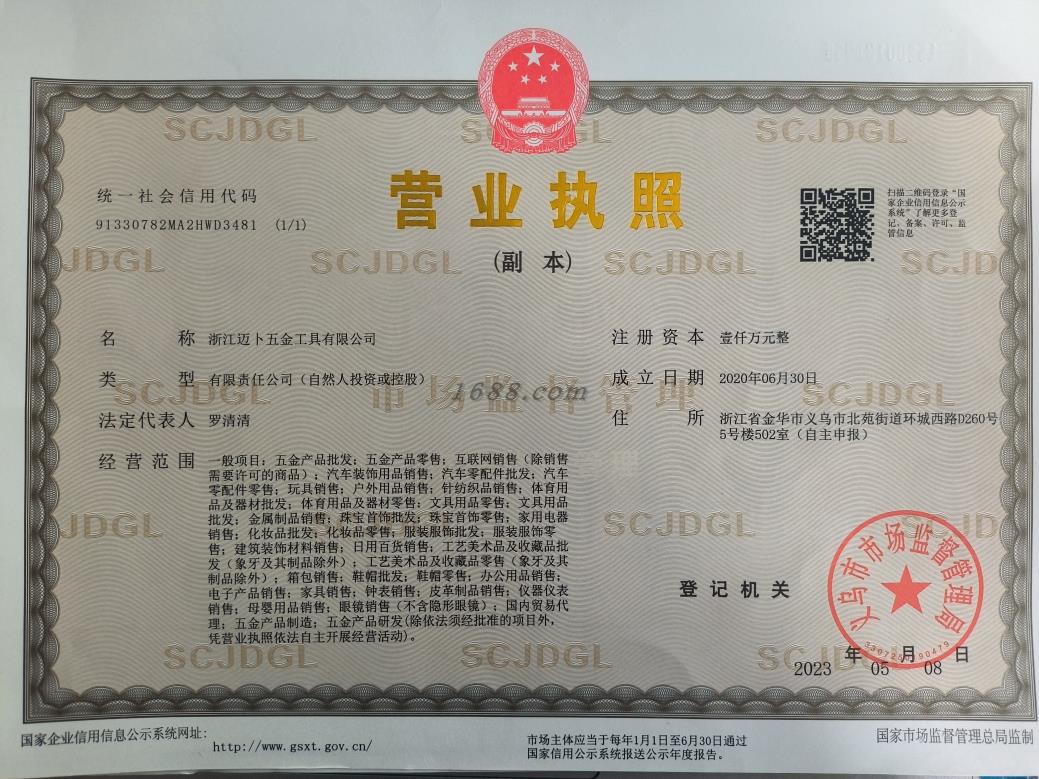 SCJDGL SCJDGL SCJDGL
统一社会信用代码
91330782MA2HWD3481 (1/1)
营业执照
(副 本)
扫描二维码登录“国
家企业信用信息公示
系统”了解更多登
记、备案、许可、监
管信息
JDGL SCJDGL SCJDGL SCJD
名 称 浙江迈卜五金工具有限公司
注册资本 壹仟万元整
类 型 有限责任公司(自然人投资或控股)
成立日期 2020年06月30日
SCJDGL 市场监督管理 SCJDGL
1688.com
法定代表人 罗清清
住 所 浙江省金华市义乌市北苑街道环城西路D260号
5号楼502室(自主申报)
经营范围 一般项目:五金产品批发;五金产品零售;互联网销售(除销售
需要许可的商品);汽车装饰用品销售;汽车零配件批发;汽车
零配件零售;玩具销售;户外用品销售;针纺织品销售;体育用
品及器材批发;体育用品及器材零售;文具用品零售;文具用品
批发;金属制品销售;珠宝首饰批发;珠宝首饰零售;家用电器
销售;化妆品批发;化妆品零售;服装服饰批发;服装服饰零
售;建筑装饰材料销售;日用百货销售;工艺美术品及收藏品批
发(象牙及其制品除外);工艺美术品及收藏品零售(象牙及其
制品除外);箱包销售;鞋帽批发;鞋帽零售;办公用品销售;
电子产品销售;家具销售;钟表销售;皮革制品销售;仪器仪表
销售;母婴用品销售;眼镜销售(不含隐形眼镜);国内贸易代
理;五金产品制造;五金产品研发(除依法须经批准的项目外,
凭营业执照依法自主开展经营活动)。
JDGL SCJDGL SCJDGL SCJD
登记机关
义乌市市场监督管理局
2023 年 05 月 08 日
SCJDGL SCJDGL
国家企业信用信息公示系统网址:
http://www.gsxt.gov.cn/
市场主体应当于每年1月1日至6月30日通过
国家信用公示系统报送公示年度报告。
国家市场监督管理总局监制